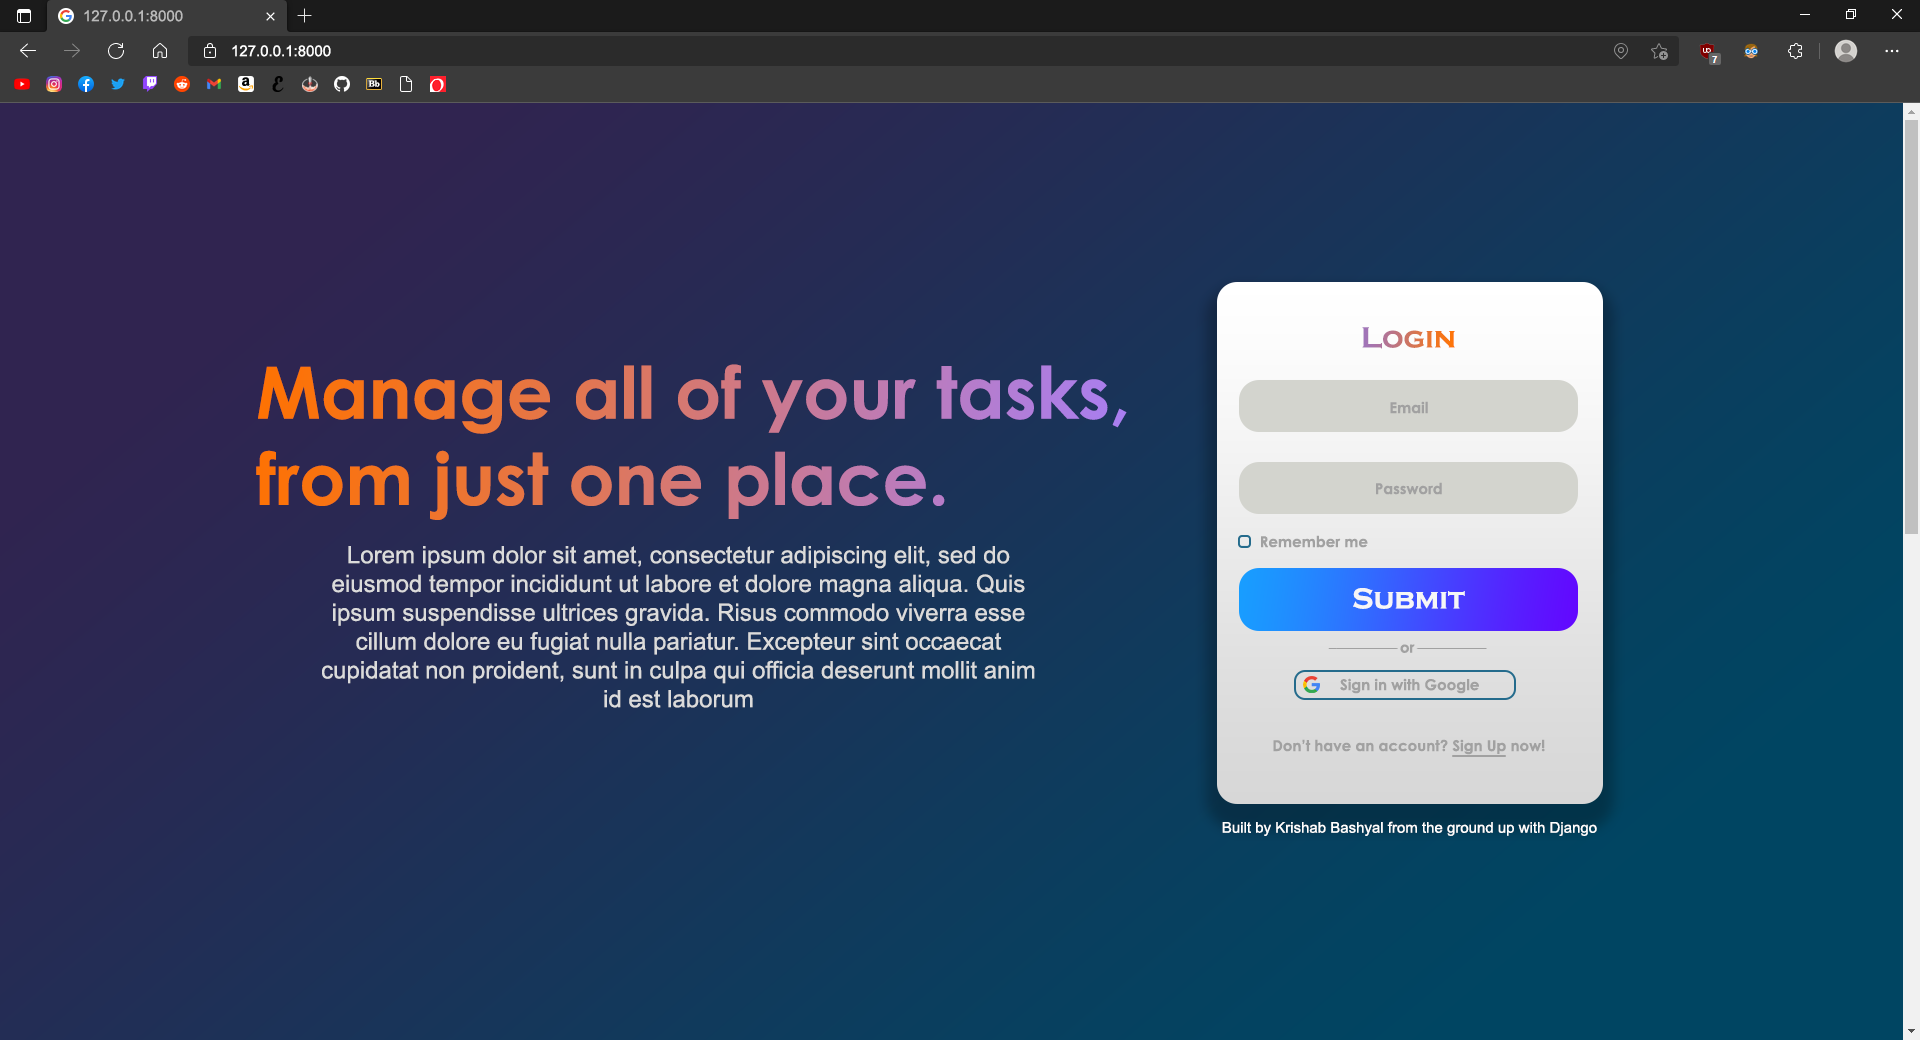 127.0.0.1:8000
127.0.0.1:8000
UO
7
a
Bb
Manage all of your tasks,
from just one place.
Lorem ipsum dolor sit amet, consectetur adipiscing elit, sed do
eiusmod tempor incididunt ut labore et dolore magna aliqua. Quis
ipsum suspendisse ultrices gravida. Risus commodo viverra esse
cillum dolore eu fugiat nulla pariatur. Excepteur sint occaecat
cupidatat non proident, sunt in culpa qui officia deserunt mollit anim
id est laborum
Login
Email
Password
Remember me
Submit
or
Sign in with Google
Don't have an account? Sign Up now!
Built by Krishab Bashyal from the ground up with Django